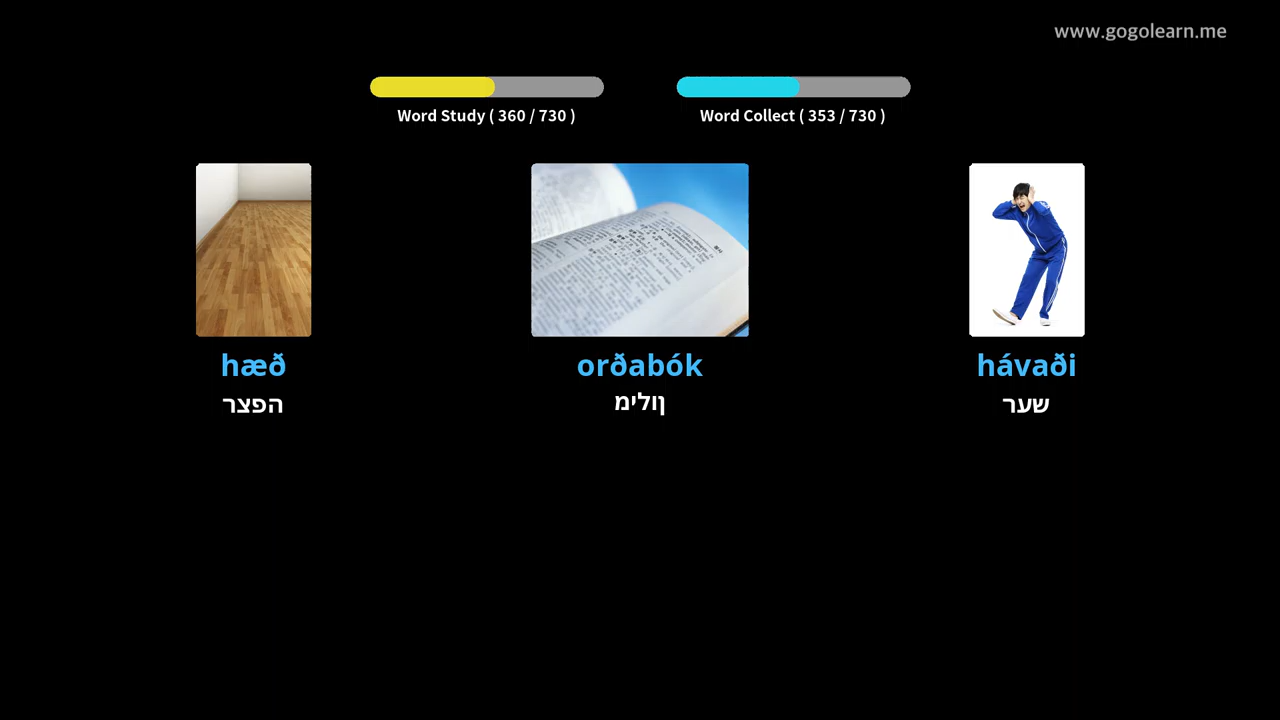 www.gogolearn.me
Word Study ( 360 / 730 )
Word Collect ( 353 / 730 )
hæð
הפצר
orðabók
ןולימ
hávaði
שער